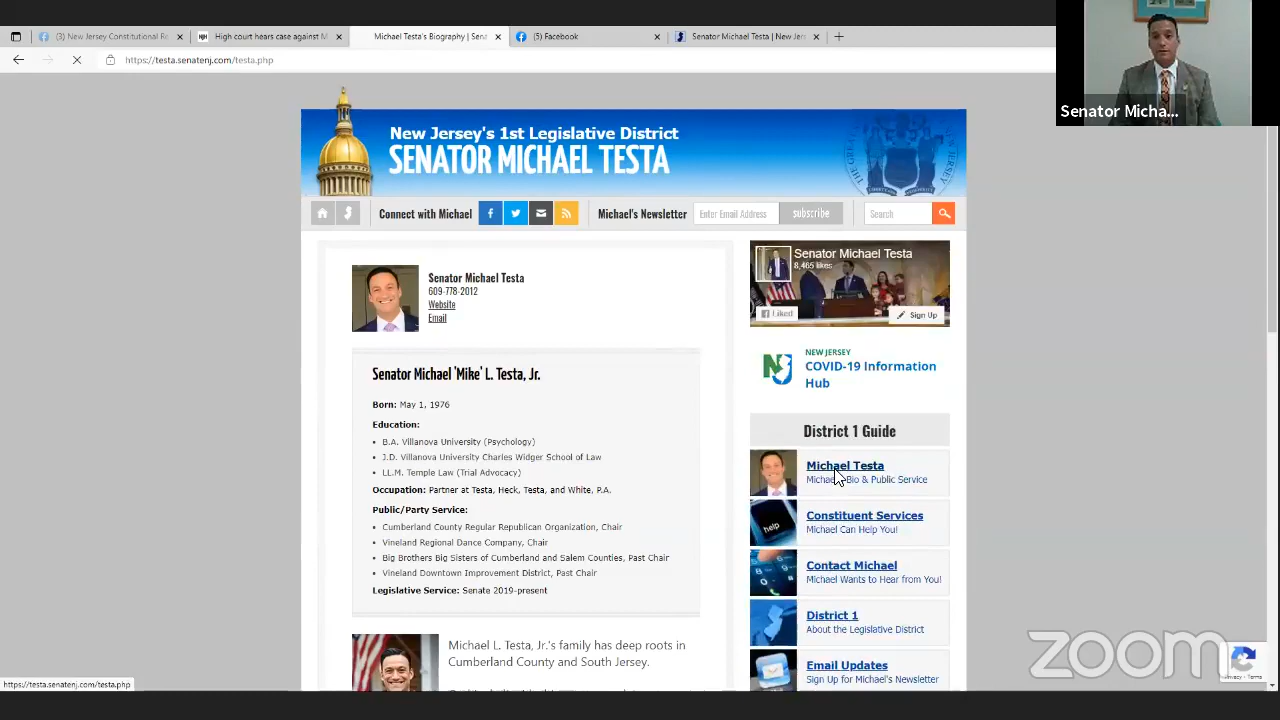 (3) New Jersey Constitutional Re
High court hears case against M
Michael Testa's Biography | Sena
(5) Facebook
Senator Michael Testa | New Jers
https://testa.senatenj.com/testa.php
Senator Micha...
New Jersey's 1st Legislative District
SENATOR MICHAEL TESTA
Connect with Michael
Michael's Newsletter
Enter Email Address
subscribe
Search
Senator Michael Testa
609-778-2012
Website
Email
Senator Michael 'Mike' L. Testa, Jr.
Born: May 1, 1976
Education:
• B.A. Villanova University (Psychology)
• J.D. Villanova University Charles Widger School of Law
• LL.M. Temple Law (Trial Advocacy)
Occupation: Partner at Testa, Heck, Testa, and White, P.A.
Public/Party Service:
• Cumberland County Regular Republican Organization, Chair
• Vineland Regional Dance Company, Chair
• Big Brothers Big Sisters of Cumberland and Salem Counties, Past Chair
• Vineland Downtown Improvement District, Past Chair
Legislative Service: Senate 2019-present
Michael L. Testa, Jr.'s family has deep roots in
Cumberland County and South Jersey.
Senator Michael Testa
8,465 likes
Liked
Sign Up
NEW JERSEY
COVID-19 Information
Hub
District 1 Guide
Michael Testa
Bio & Public Service
help
Constituent Services
Michael Can Help You!
Contact Michael
Michael Wants to Hear from You!
District 1
About the Legislative District
Email Updates
Sign Up for Michael's Newsletter
zoom
Privacy - Terms
https://testa.senatenj.com/testa.php